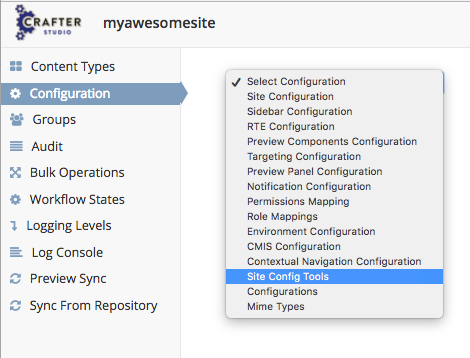 CRAFTER
STUDIO
myawesomesite
Content Types
Configuration
Groups
Audit
Bulk Operations
Workflow States
Logging Levels
Log Console
Preview Sync
Sync From Repository
Select Configuration
Site Configuration
Sidebar Configuration
RTE Configuration
Preview Components Configuration
Targeting Configuration
Preview Panel Configuration
Notification Configuration
Permissions Mapping
Role Mappings
Environment Configuration
CMIS Configuration
Contextual Navigation Configuration
Site Config Tools
Configurations
Mime Types